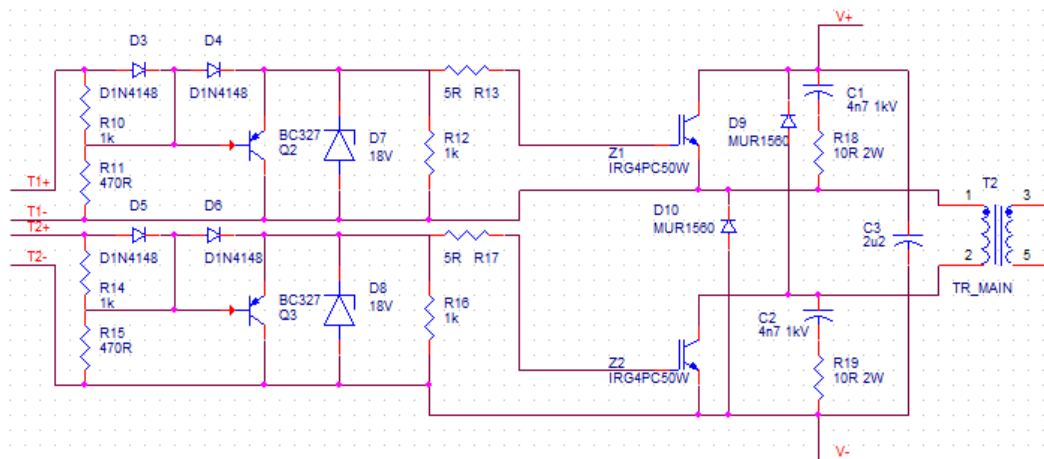 V+
D3
D4
D1N4148
D1N4148
R10
1k
R11
470R
BC327
Q2
D7
18V
R12
1k
5R R13
Z1
IRG4PC50W
D9
MUR1560
C1
4n7 1kV
R18
10R 2W
T1+
T1-
T2+
T2-
D5
D6
D1N4148
D1N4148
R14
1k
R15
470R
BC327
Q3
D8
18V
R16
1k
5R R17
D10
MUR1560
C3
2u2
T2
1
3
2
5
TR_MAIN
Z2
IRG4PC50W
C2
4n7 1kV
R19
10R 2W
V-